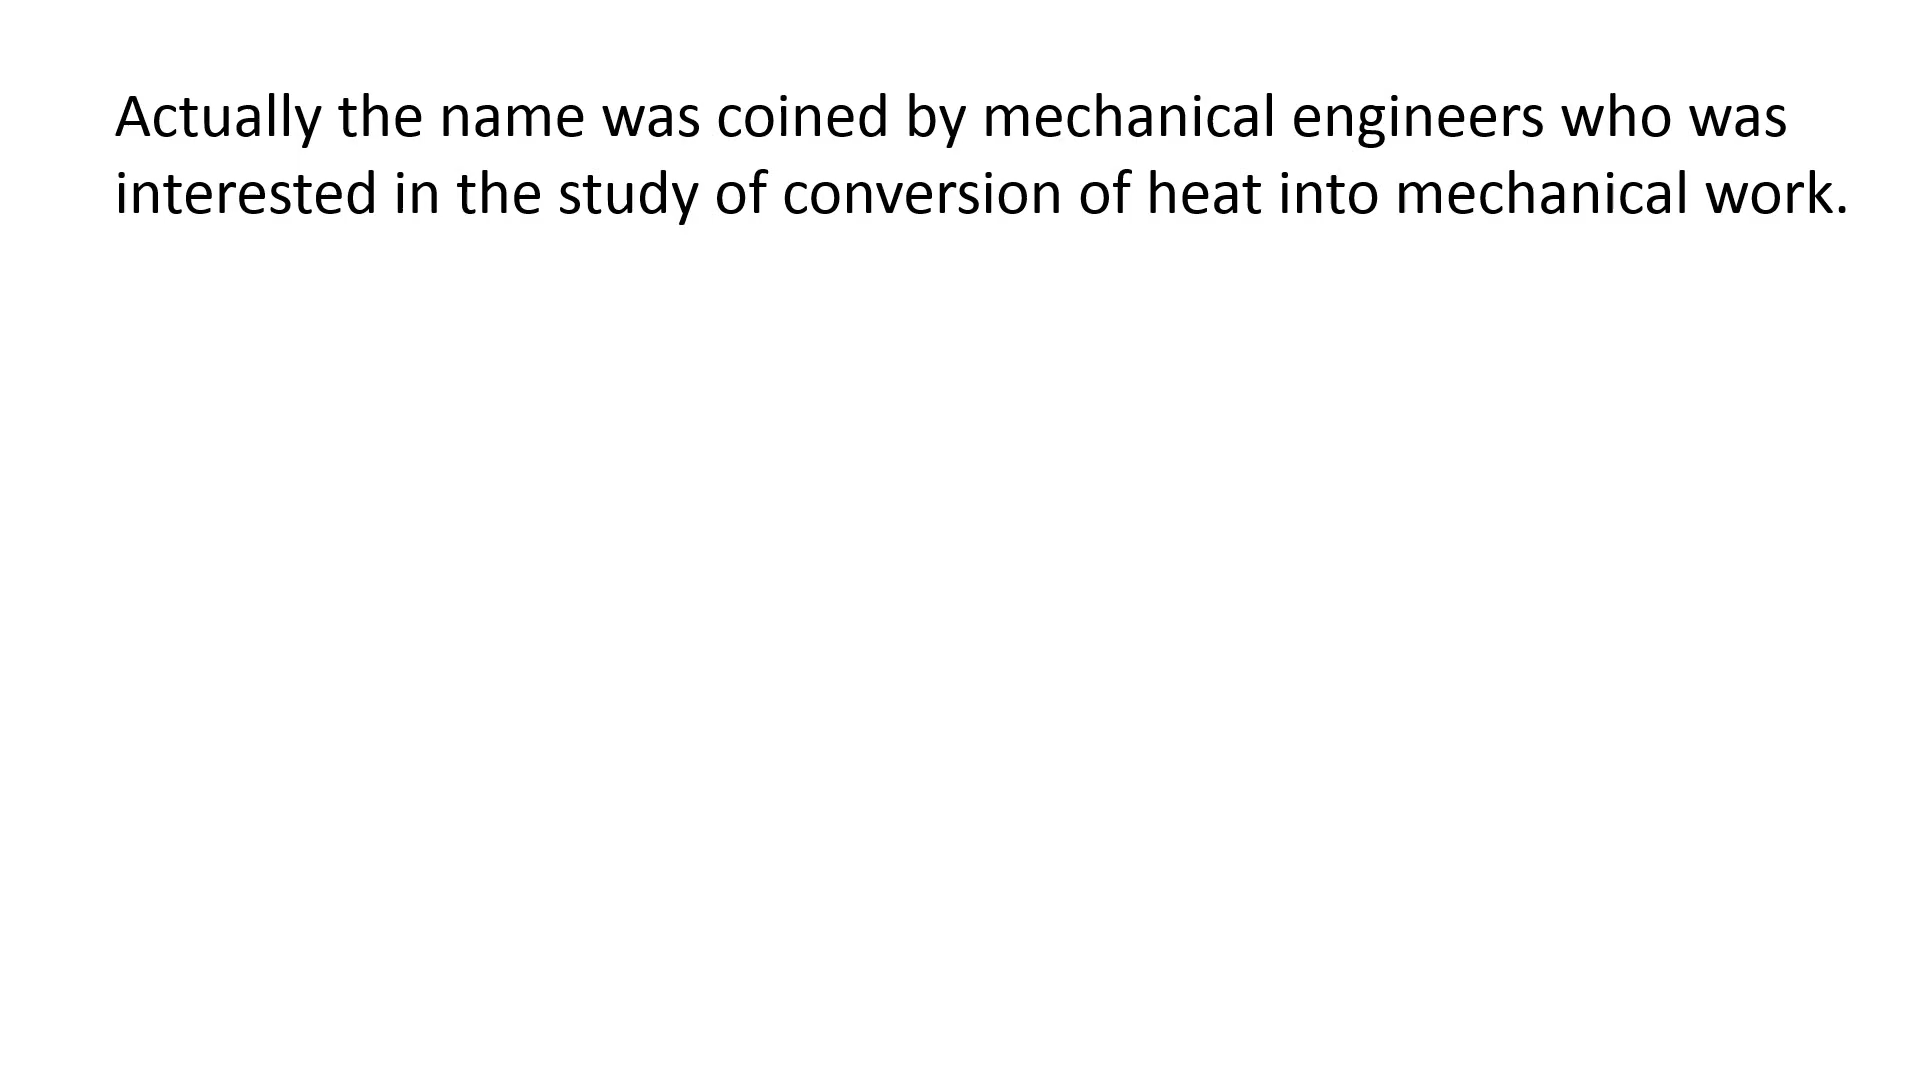 Actually the name was coined by mechanical engineers who was
interested in the study of conversion of heat into mechanical work.